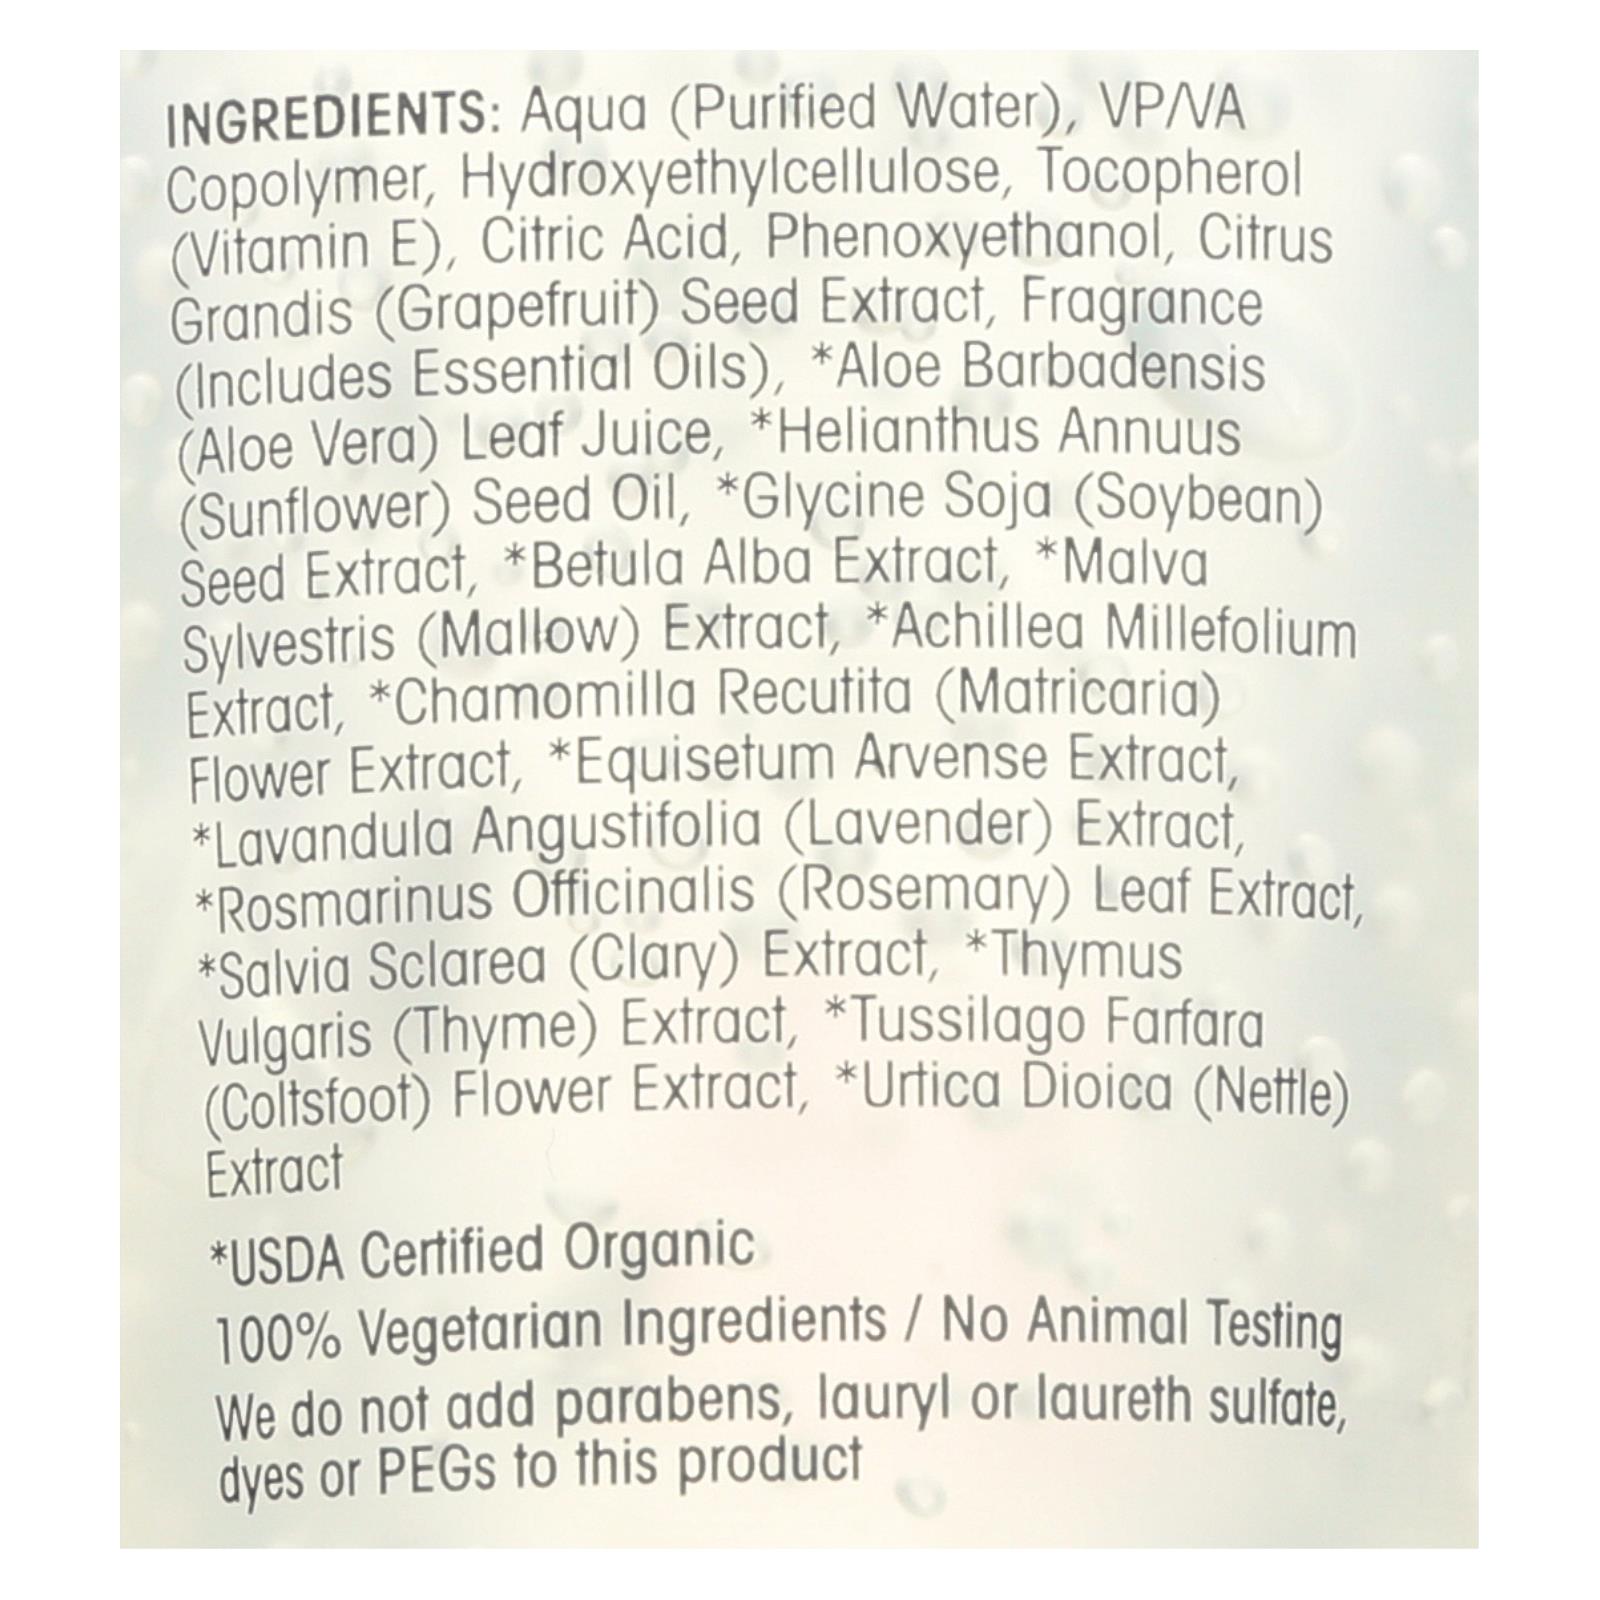 INGREDIENTS: Aqua (Purified Water), VP/VA
Copolymer, Hydroxyethylcellulose, Tocopherol
(Vitamin E), Citric Acid, Phenoxyethanol, Citrus
Grandis (Grapefruit) Seed Extract, Fragrance
(Includes Essential Oils), *Aloe Barbadensis
(Aloe Vera) Leaf Juice, *Helianthus Annuus
(Sunflower) Seed Oil, *Glycine Soja (Soybean)
Seed Extract, *Betula Alba Extract, *Malva
Sylvestris (Mallow) Extract, *Achillea Millefolium
Extract, *Chamomilla Recutita (Matricaria)
Flower Extract, *Equisetum Arvense Extract,
*Lavandula Angustifolia (Lavender) Extract,
*Rosmarinus Officinalis (Rosemary) Leaf Extract,
*Salvia Sclarea (Clary) Extract, *Thymus
Vulgaris (Thyme) Extract, *Tussilago Farfara
(Coltsfoot) Flower Extract, *Urtica Dioica (Nettle)
Extract
*USDA Certified Organic
100% Vegetarian Ingredients / No Animal Testing
We do not add parabens, lauryl or laureth sulfate,
dyes or PEGs to this product